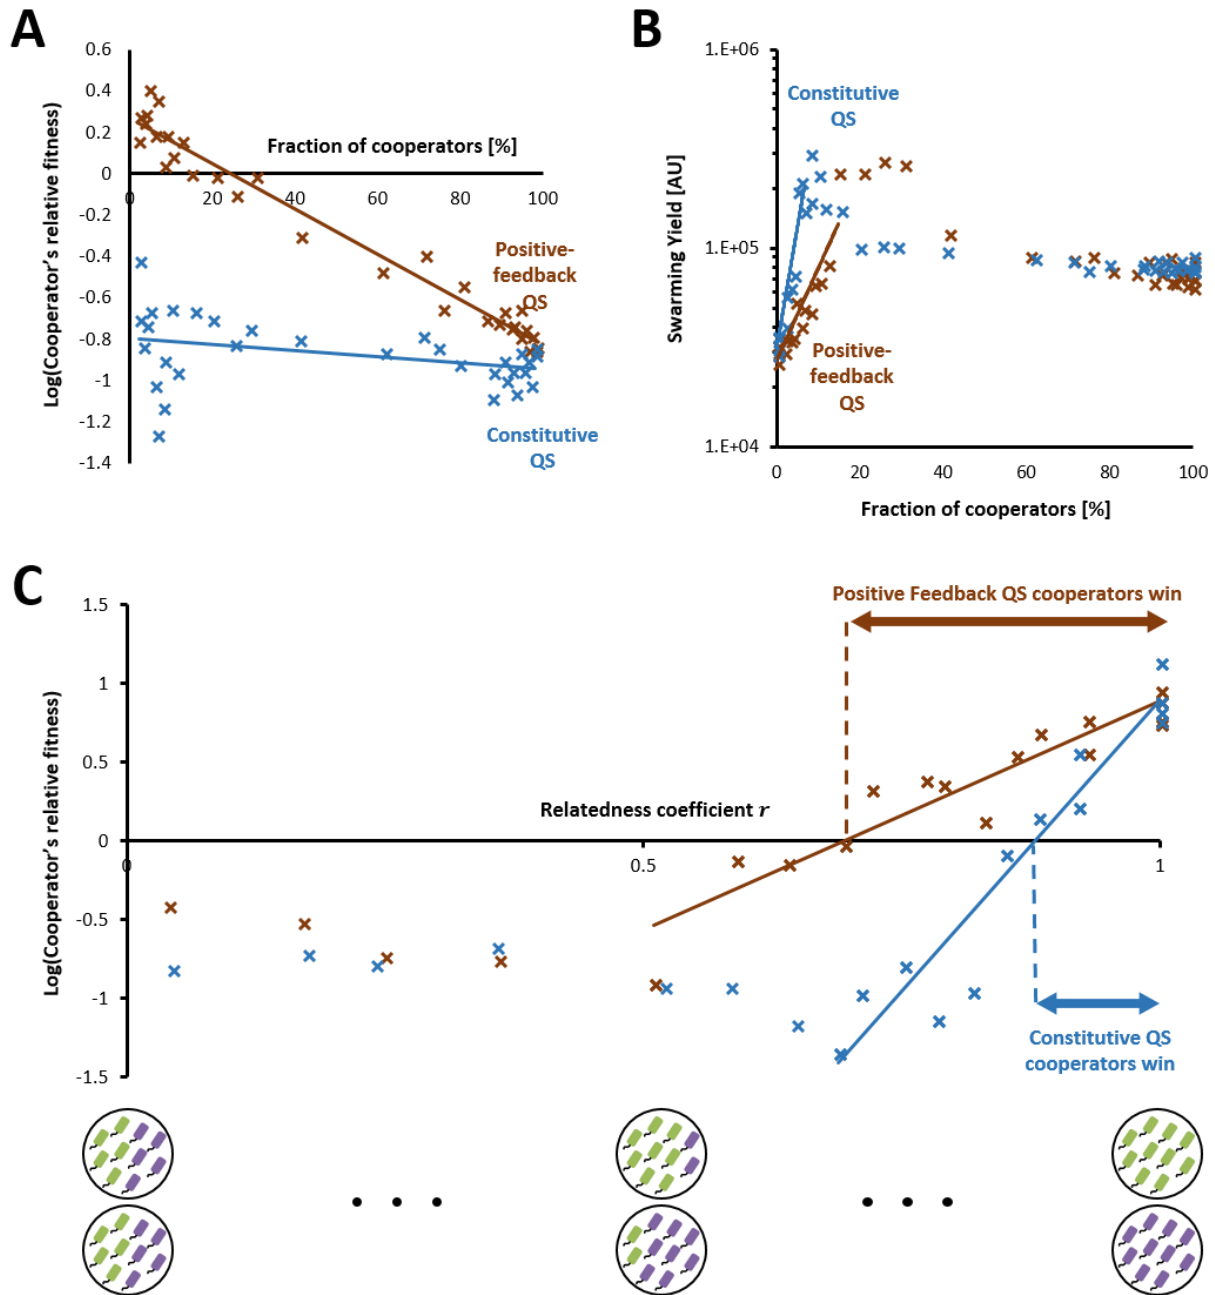 A
0.6
0.4
0.2
0
-0.2
-0.4
-0.6
-0.8
-1
-1.2
-1.4
Log(Cooperator's relative fitness)
Fraction of cooperators [%]
0
20
40
60
80
100
Positive-
feedback
QS
Constitutive
QS
B
1.E+06
1.E+05
1.E+04
Swarming Yield [AU]
Constitutive
QS
Positive-
feedback
QS
0
20
40
60
80
100
Fraction of cooperators [%]
C
1.5
1
0.5
0
-0.5
-1
-1.5
Log(Cooperator's relative fitness)
Positive Feedback QS cooperators win
Relatedness coefficient r
0
0.5
1
Constitutive QS
cooperators win